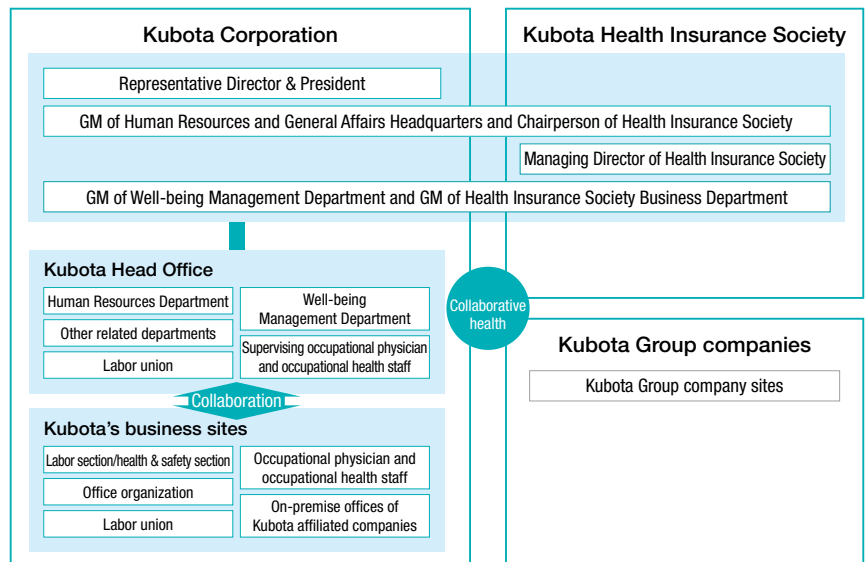 Kubota Corporation
Kubota Health Insurance Society
Representative Director & President
GM of Human Resources and General Affairs Headquarters and Chairperson of Health Insurance Society
Managing Director of Health Insurance Society
GM of Well-being Management Department and GM of Health Insurance Society Business Department
Kubota Head Office
Human Resources Department
Other related departments
Labor union
Well-being
Management Department
Supervising occupational physician
and occupational health staff
Collaboration
Kubota's business sites
Labor section/health & safety section
Office organization
Labor union
Occupational physician and
occupational health staff
On-premise offices of
Kubota affiliated companies
Collaborative
health
Kubota Group companies
Kubota Group company sites